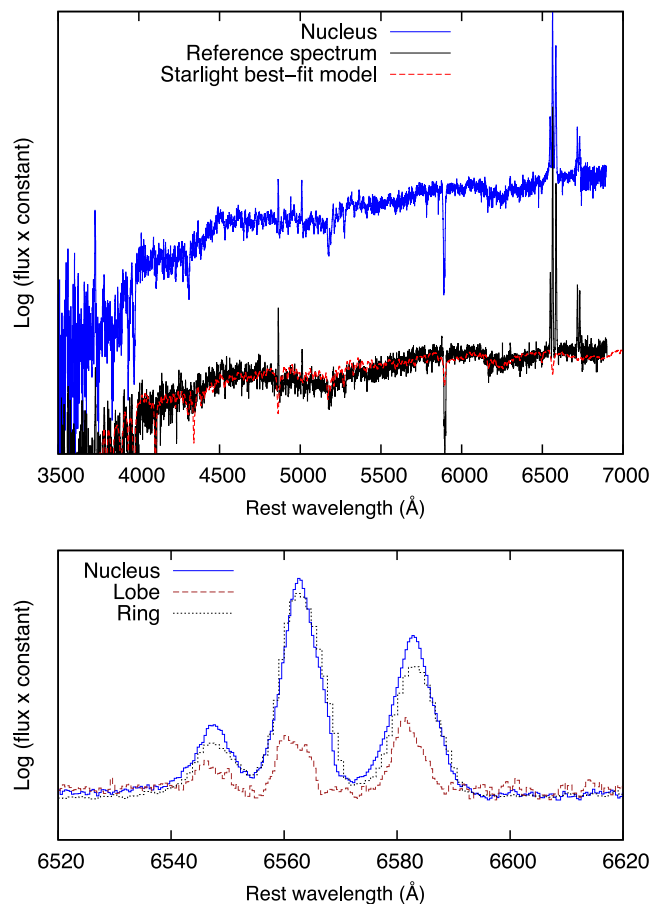 Nucleus
Reference spectrum
Starlight best-fit model
Log (flux x constant)
3500 4000 4500 5000 5500 6000 6500 7000
Rest wavelength (Å)
Nucleus
Lobe
Ring
Log (flux x constant)
6520 6540 6560 6580 6600 6620
Rest wavelength (Å)